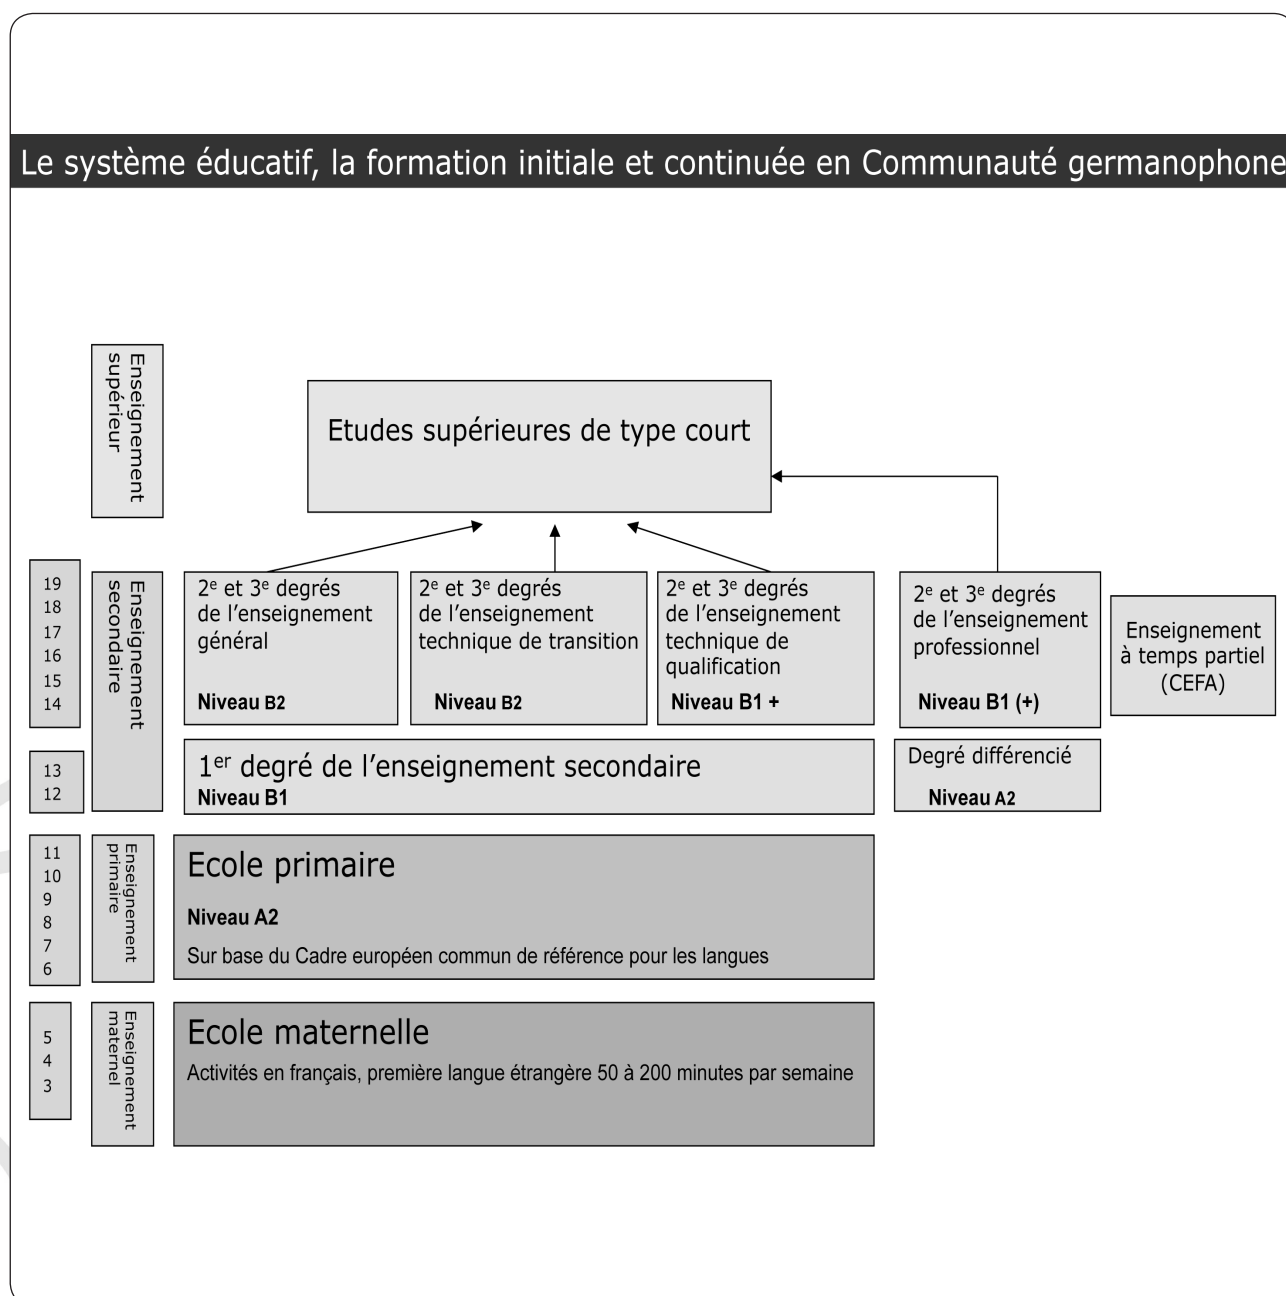 Le système éducatif, la formation initiale et continuée en Communauté germanophone
Enseignement
supérieur
Etudes supérieures de type court
19
18
17
16
15
14
Enseignement
secondaire
2e et 3e degrés
de l’enseignement
général
Niveau B2
2e et 3e degrés
de l’enseignement
technique de transition
Niveau B2
2e et 3e degrés
de l’enseignement
technique de
qualification
Niveau B1 +
2e et 3e degrés
de l’enseignement
professionnel
Niveau B1 (+)
Enseignement
à temps partiel
(CEFA)
13
12
1er degré de l’enseignement secondaire
Niveau B1
Degré différencié
Niveau A2
11
10
9
8
7
6
Enseignement
primaire
Ecole primaire
Niveau A2
Sur base du Cadre européen commun de référence pour les langues
5
4
3
Enseignement
maternel
Ecole maternelle
Activités en français, première langue étrangère 50 à 200 minutes par semaine